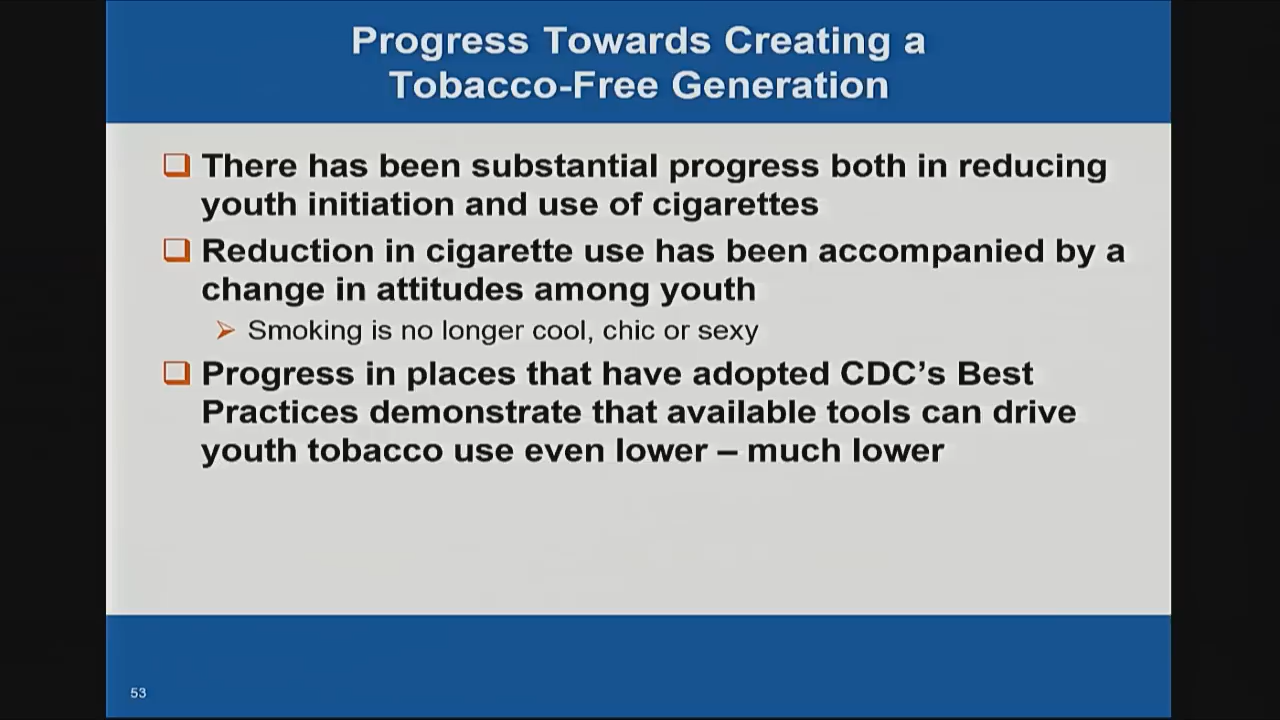 Progress Towards Creating a
Tobacco-Free Generation
There has been substantial progress both in reducing
youth initiation and use of cigarettes
Reduction in cigarette use has been accompanied by a
change in attitudes among youth
Smoking is no longer cool, chic or sexy
Progress in places that have adopted CDC’s Best
Practices demonstrate that available tools can drive
youth tobacco use even lower – much lower
53